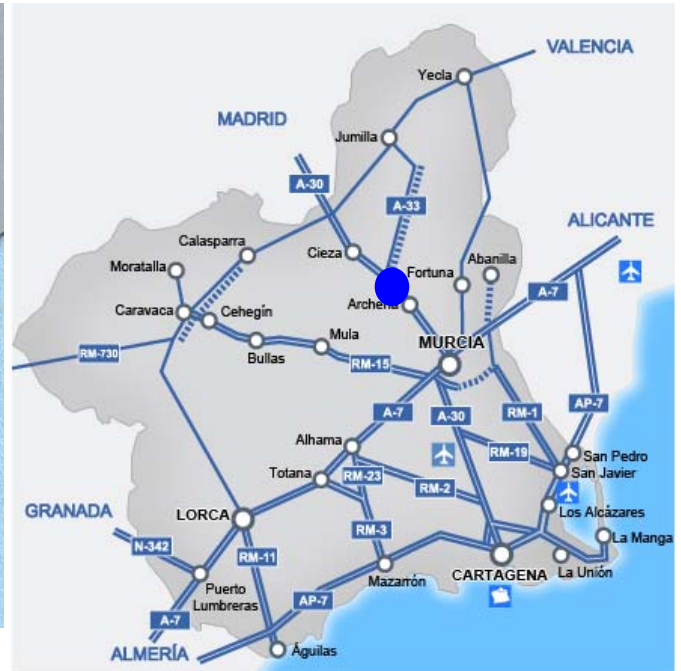 VALENCIA
Yecla
MADRID
Jumilla
A-30
A-33
ALICANTE
Calasparra
Cieza
Fortuna
Abanilla
Moratalla
A-7
Archena
Caravaca
Cehegín
MURCIA
Mula
RM-730
Bullas
RM-15
A-7
A-30
RM-1
AP-7
Alhama
RM-19
San Pedro
San Javier
Totana
RM-23
RM-2
GRANADA
LORCA
Los Alcázares
RM-3
La Manga
N-342
RM-11
CARTAGENA
La Unión
Mazarrón
Puerto
Lumbreras
AP-7
A-7
ALMERÍA
Águilas